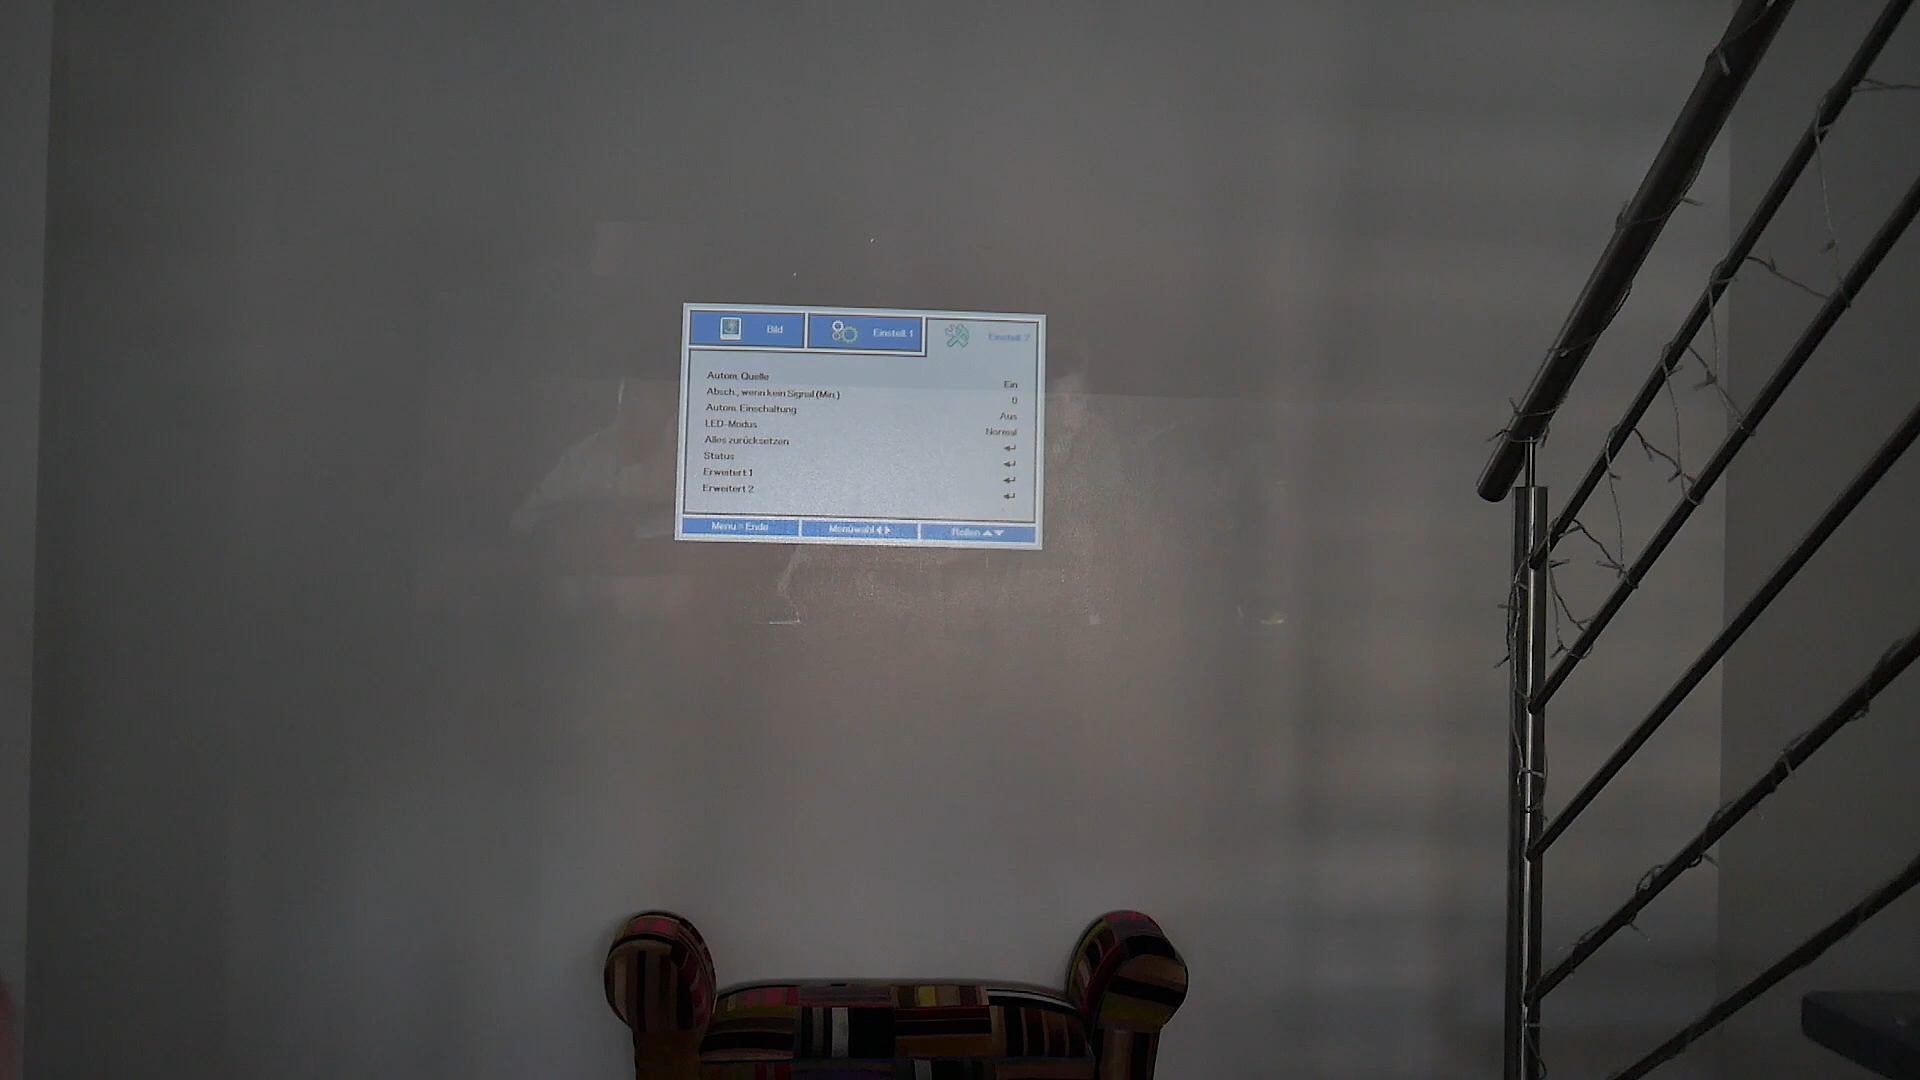 Bild Einstell. 1 Einstell. 2
Autom. Quelle Ein
Absch., wenn kein Signal (Min.) 0
Autom. Einschaltung Aus
LED-Modus Normal
Alles zurücksetzen
Status
Erweitert 1
Erweitert 2
Menu = Ende Menüwahl Rollen